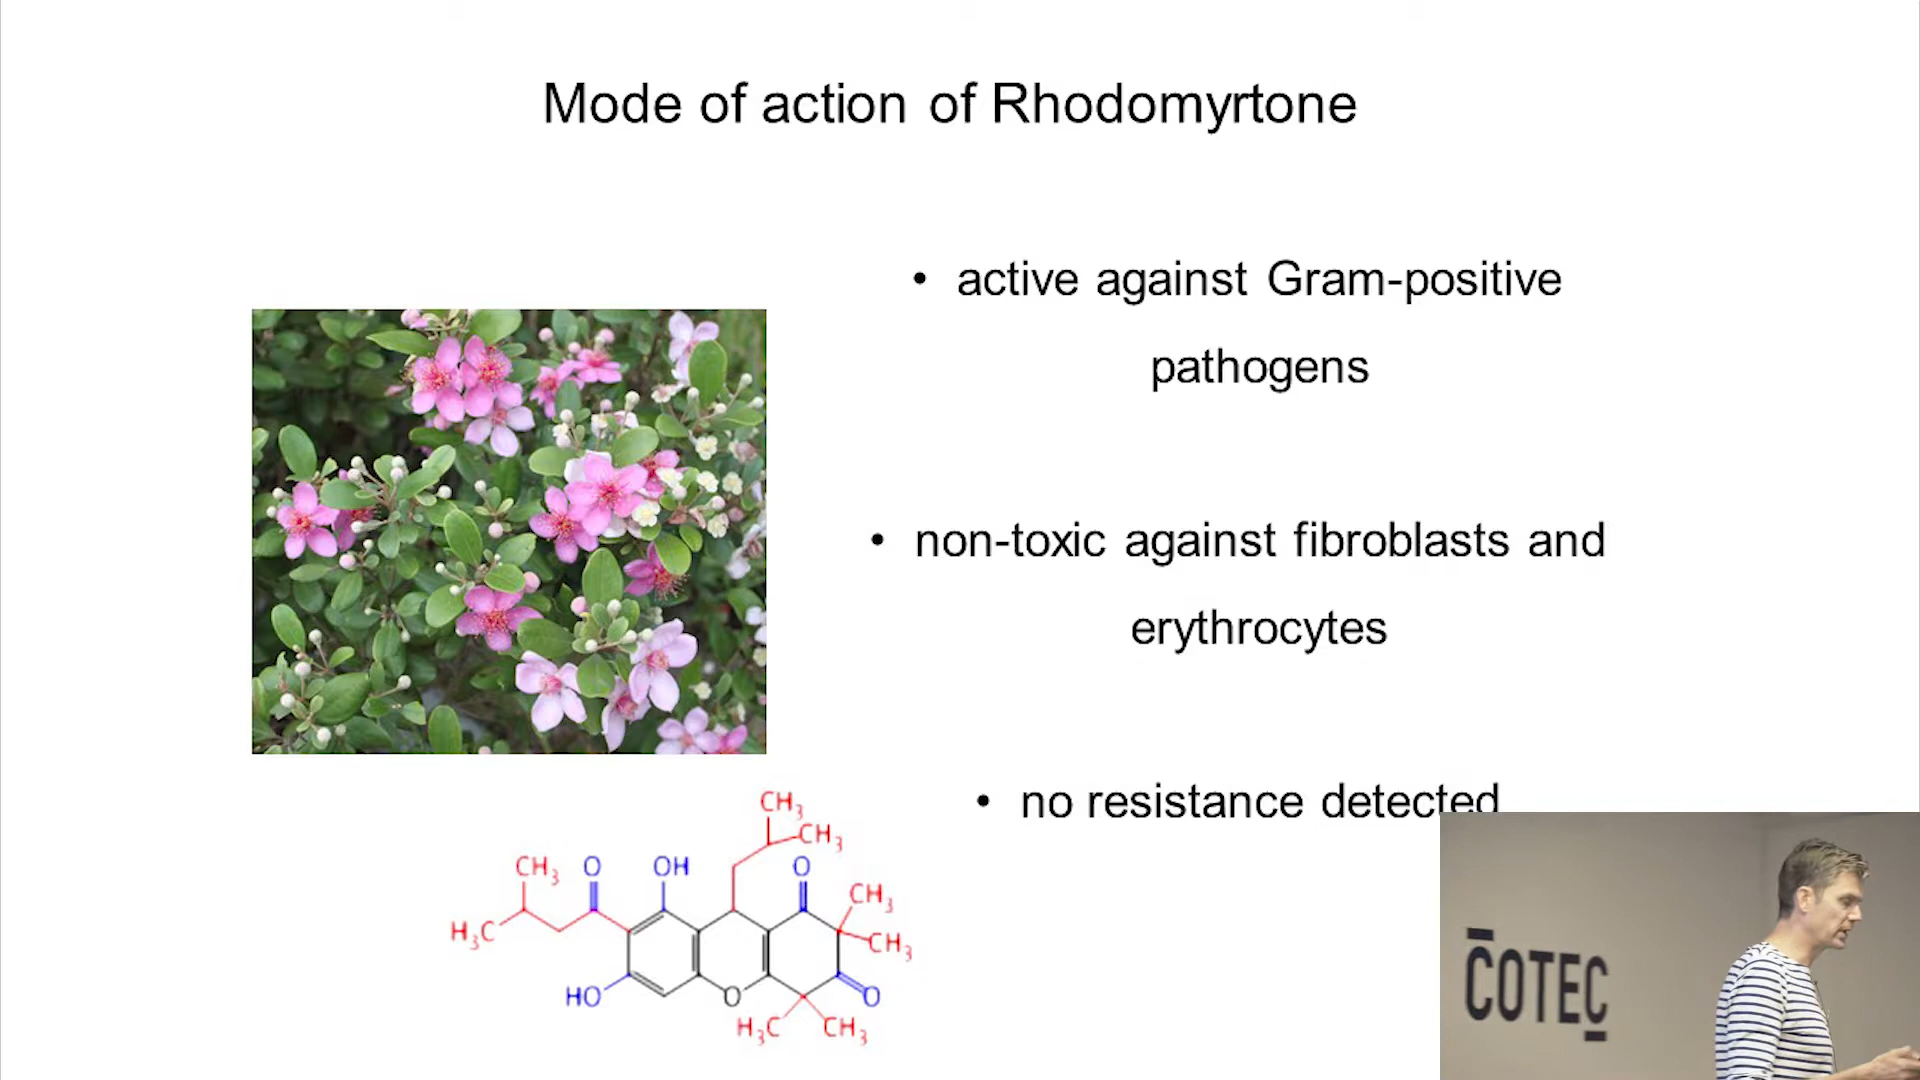 Mode of action of Rhodomyrtone
• active against Gram-positive
pathogens
• non-toxic against fibroblasts and
erythrocytes
• no resistance detected
CH3
CH3
CH3
O
OH
O
CH3
H3C
CH3
HO
O
O
H3C
CH3
COTEC